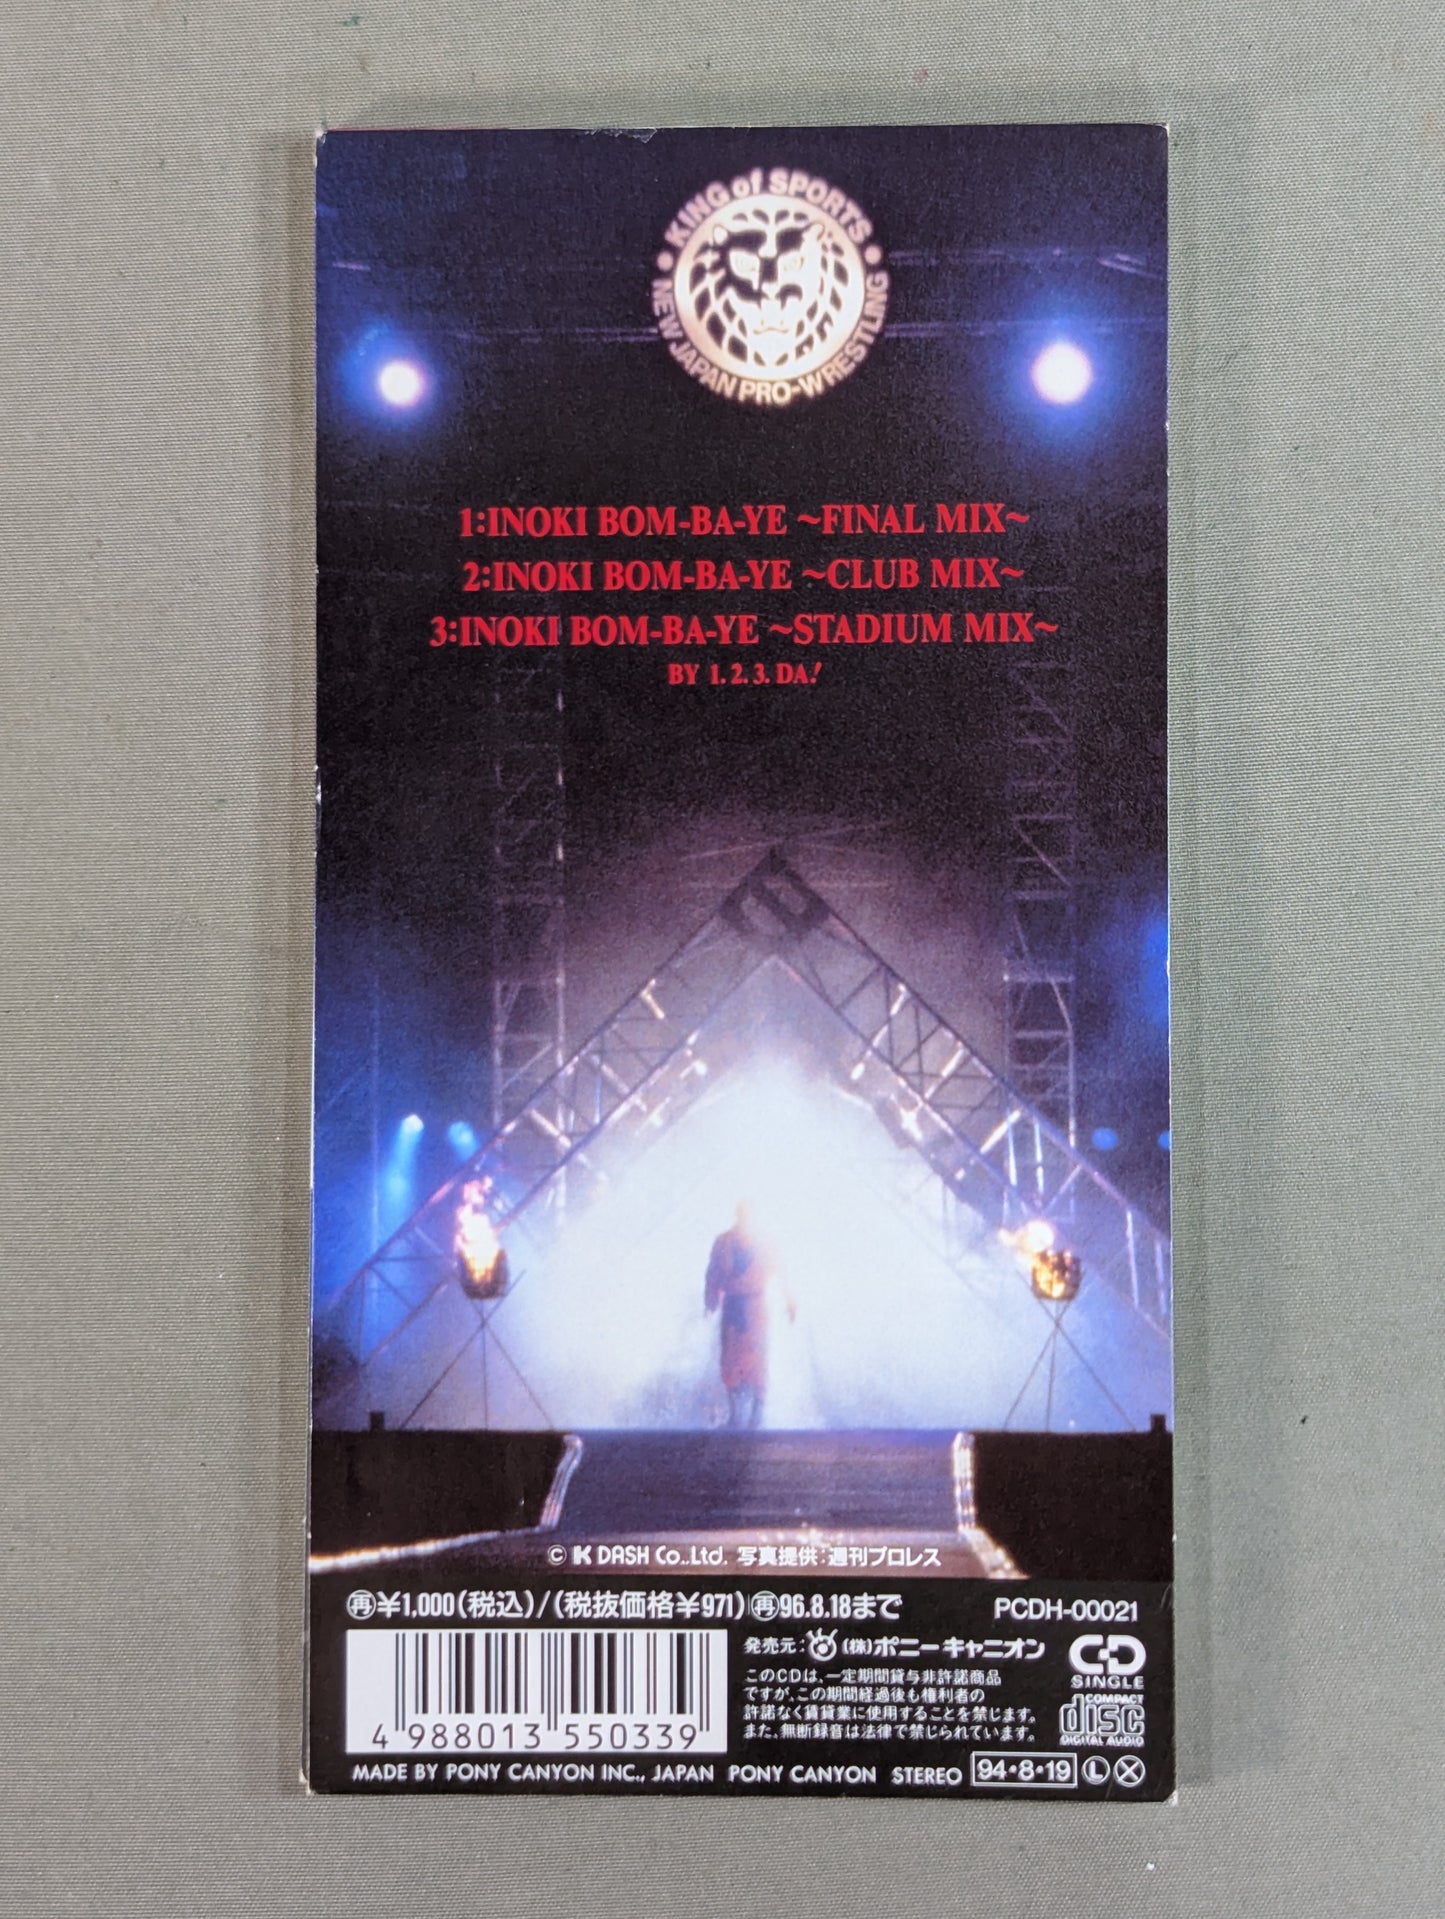 • KING of SPORTS •
NEW JAPAN PRO-WRESTLING
1:INOKI BOM-BA-YE ～FINAL MIX～
2:INOKI BOM-BA-YE ～CLUB MIX～
3:INOKI BOM-BA-YE ～STADIUM MIX～
BY 1. 2. 3. DA!
© K DASH Co.,Ltd. 写真提供:週刊プロレス
㊢¥1,000(税込)/(税抜価格¥971) 再96.8.18まで PCDH-00021
発売元: (株)ポニーキャニオン
このCDは、一定期間貸与非許諾商品
ですが、この期間経過後も権利者の
許諾なく賃貸業に使用することを禁じます。
また、無断録音は法律で禁じられています。
CD
SINGLE
COMPACT
disc
DIGITAL AUDIO
4 988013 550339
MADE BY PONY CANYON INC., JAPAN PONY CANYON STEREO 94・8・19 Ⓛ Ⓧ